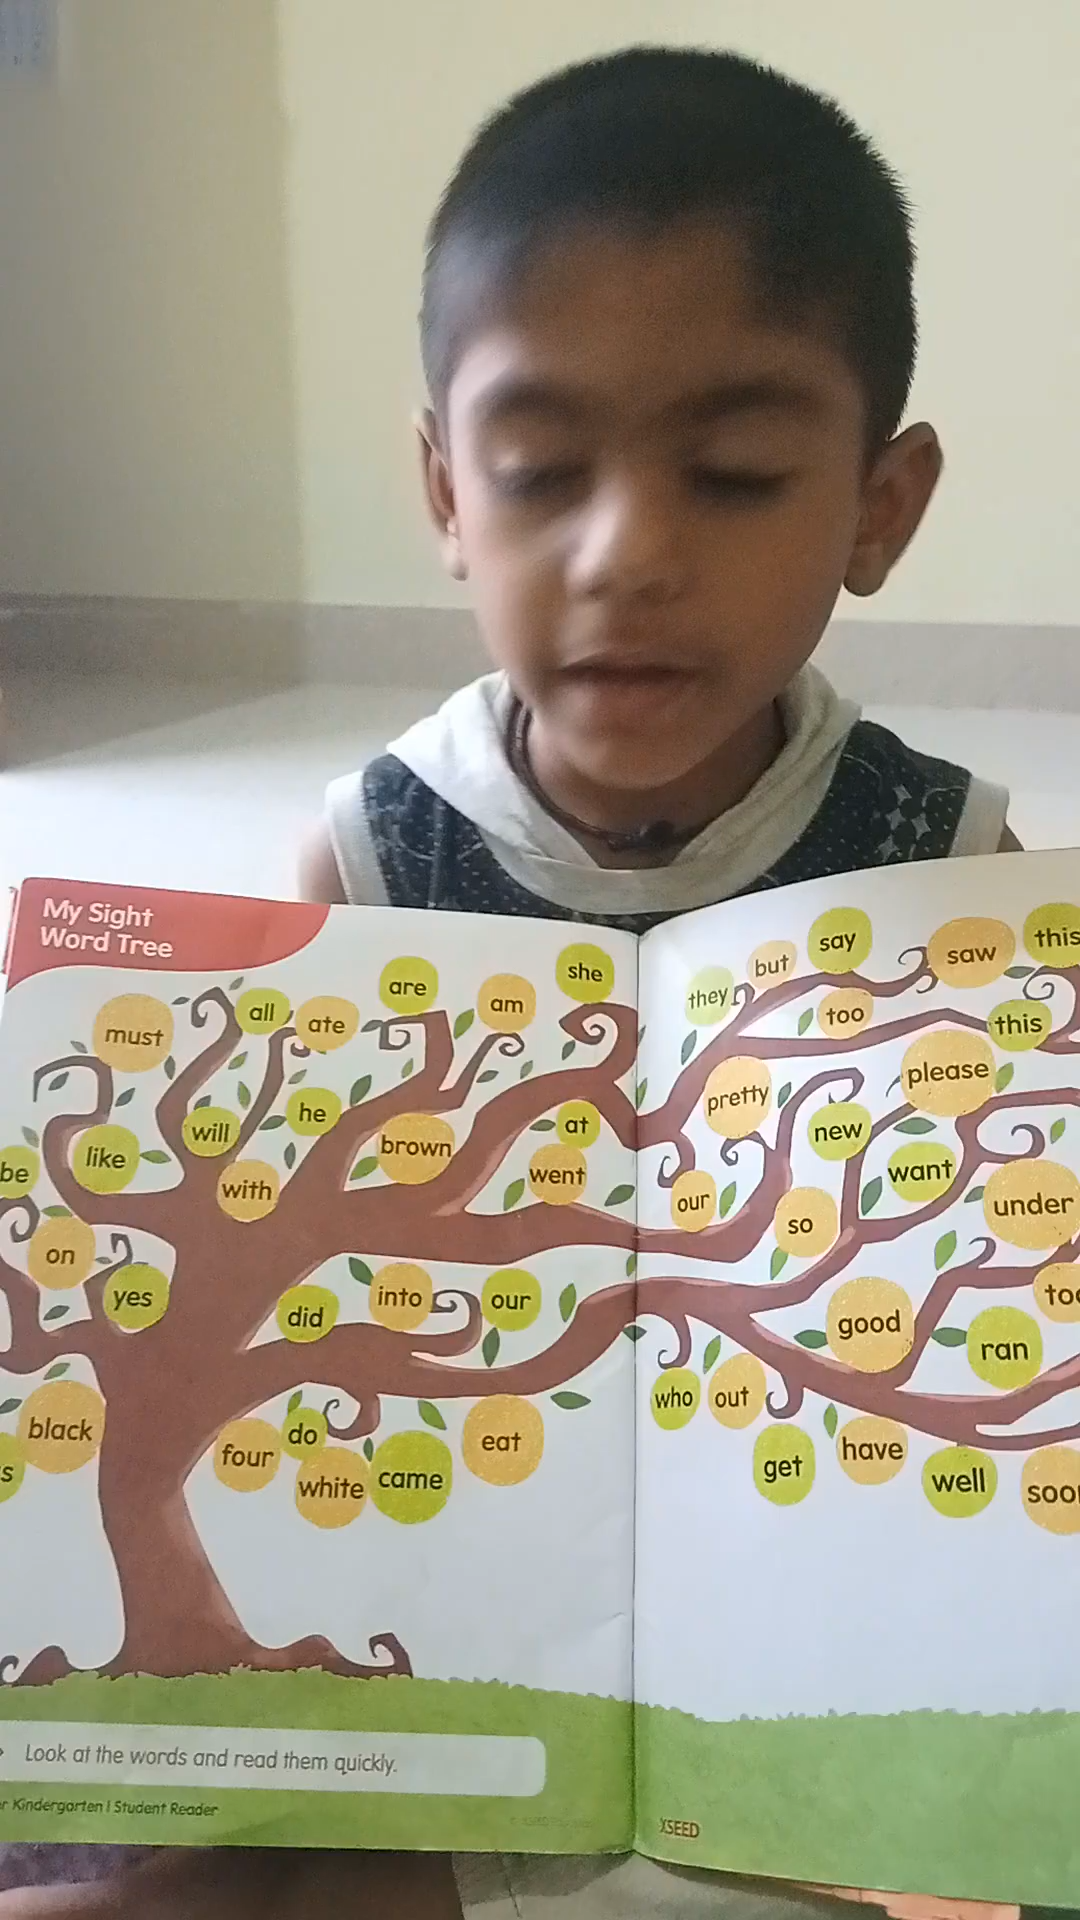 My Sight
Word Tree
must
all
ate
are
am
she
he
will
like
be
with
brown
at
went
on
yes
did
into
our
black
four
do
white
came
eat
they
but
say
saw
this
too
this
please
pretty
new
want
our
so
under
good
ran
who
out
get
have
well
Look at the words and read them quickly.
Kindergarten | Student Reader
XSEED